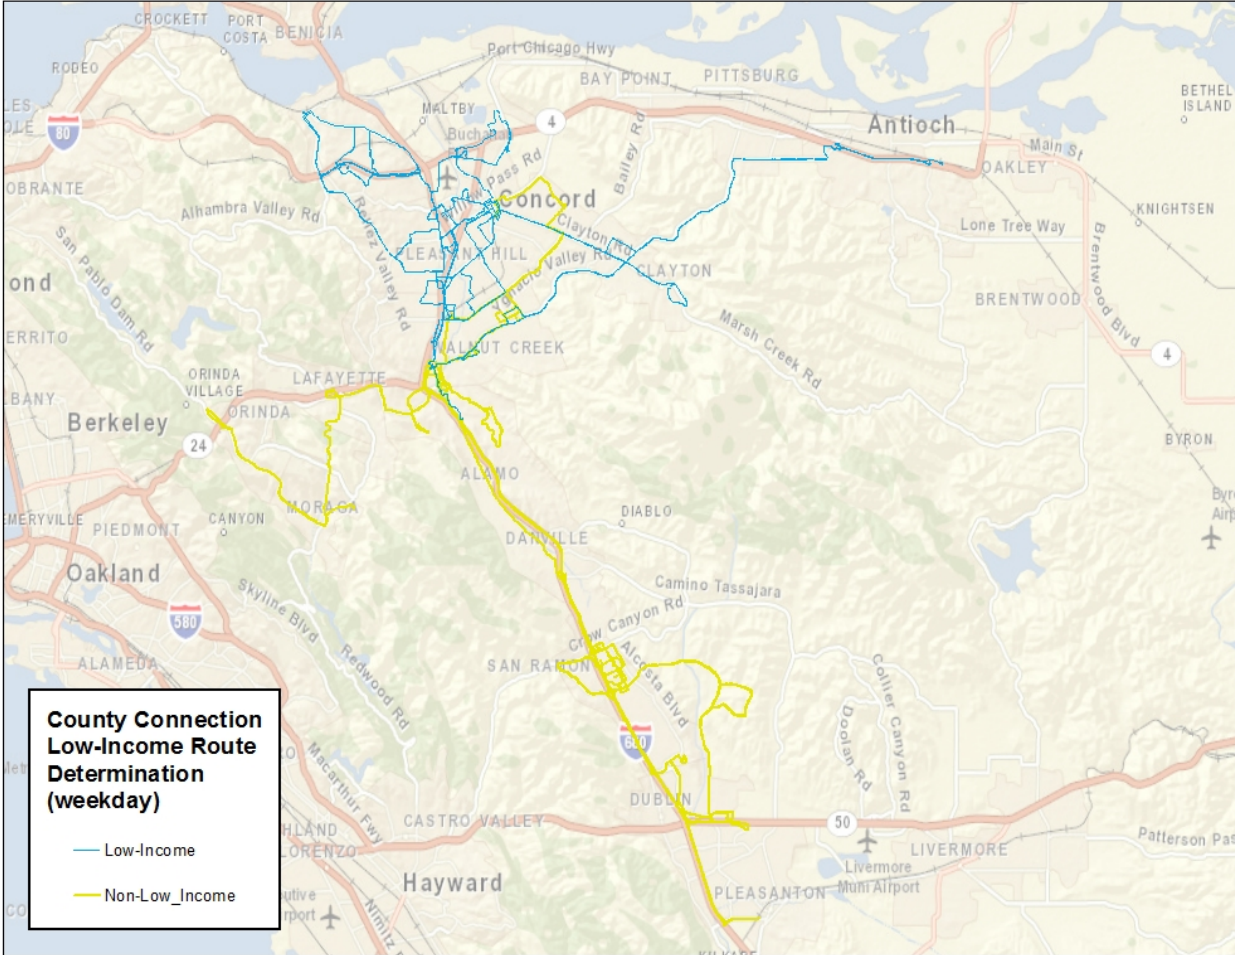 CROCKETT
PORT
COSTA
BENICIA
RODEO
Port Chicago Hwy
BAY POINT
PITTSBURG
BETHEL
ISLAND
MALTBY
80
4
Antioch
Main St
OAKLEY
OBRANTE
Willow Pass Rd
Bailey Rd
Concord
Alhambra Valley Rd
Reliez Valley Rd
Clayton Rd
Lone Tree Way
KNIGHTSEN
San Pablo Dam Rd
PLEASANT HILL
Ygnacio Valley Rd
CLAYTON
Brentwood Blvd
BRENTWOOD
ond
ERRITO
Marsh Creek Rd
WALNUT CREEK
4
ORINDA
VILLAGE
LAFAYETTE
LBANY
ORINDA
Berkeley
24
BYRON
ALAMO
MORAGA
EMERYVILLE
PIEDMONT
CANYON
DIABLO
DANVILLE
Oakland
Skyline Blvd
Camino Tassajara
580
Crow Canyon Rd
ALAMEDA
Redwood Rd
SAN RAMON
Alcosta Blvd
Collier Canyon Rd
Doolan Rd
680
Macarthur Fwy
DUBLIN
CASTRO VALLEY
50
LIVERMORE
Patterson Pas
Livermore
Muni Airport
Hayward
PLEASANTON
Nimitz
County Connection
Low-Income Route
Determination
(weekday)
Low-Income
Non-Low_Income